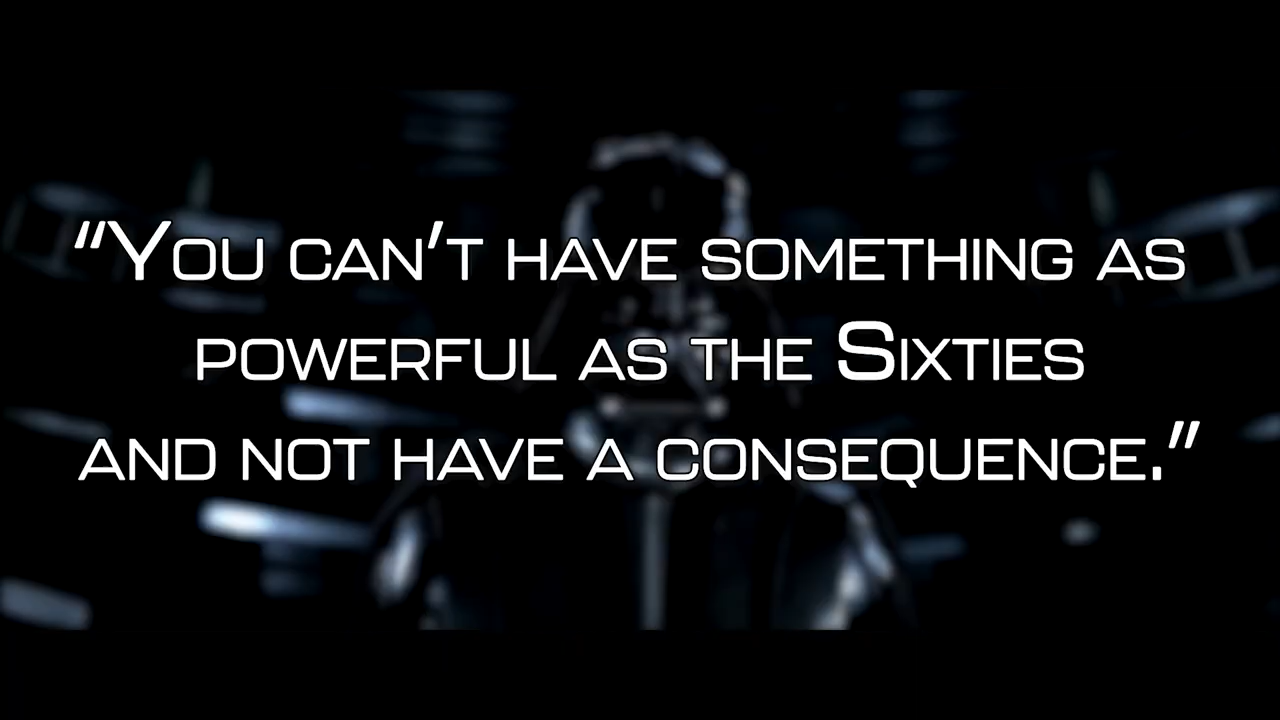 “You can’t have something as
powerful as the Sixties
and not have a consequence.”